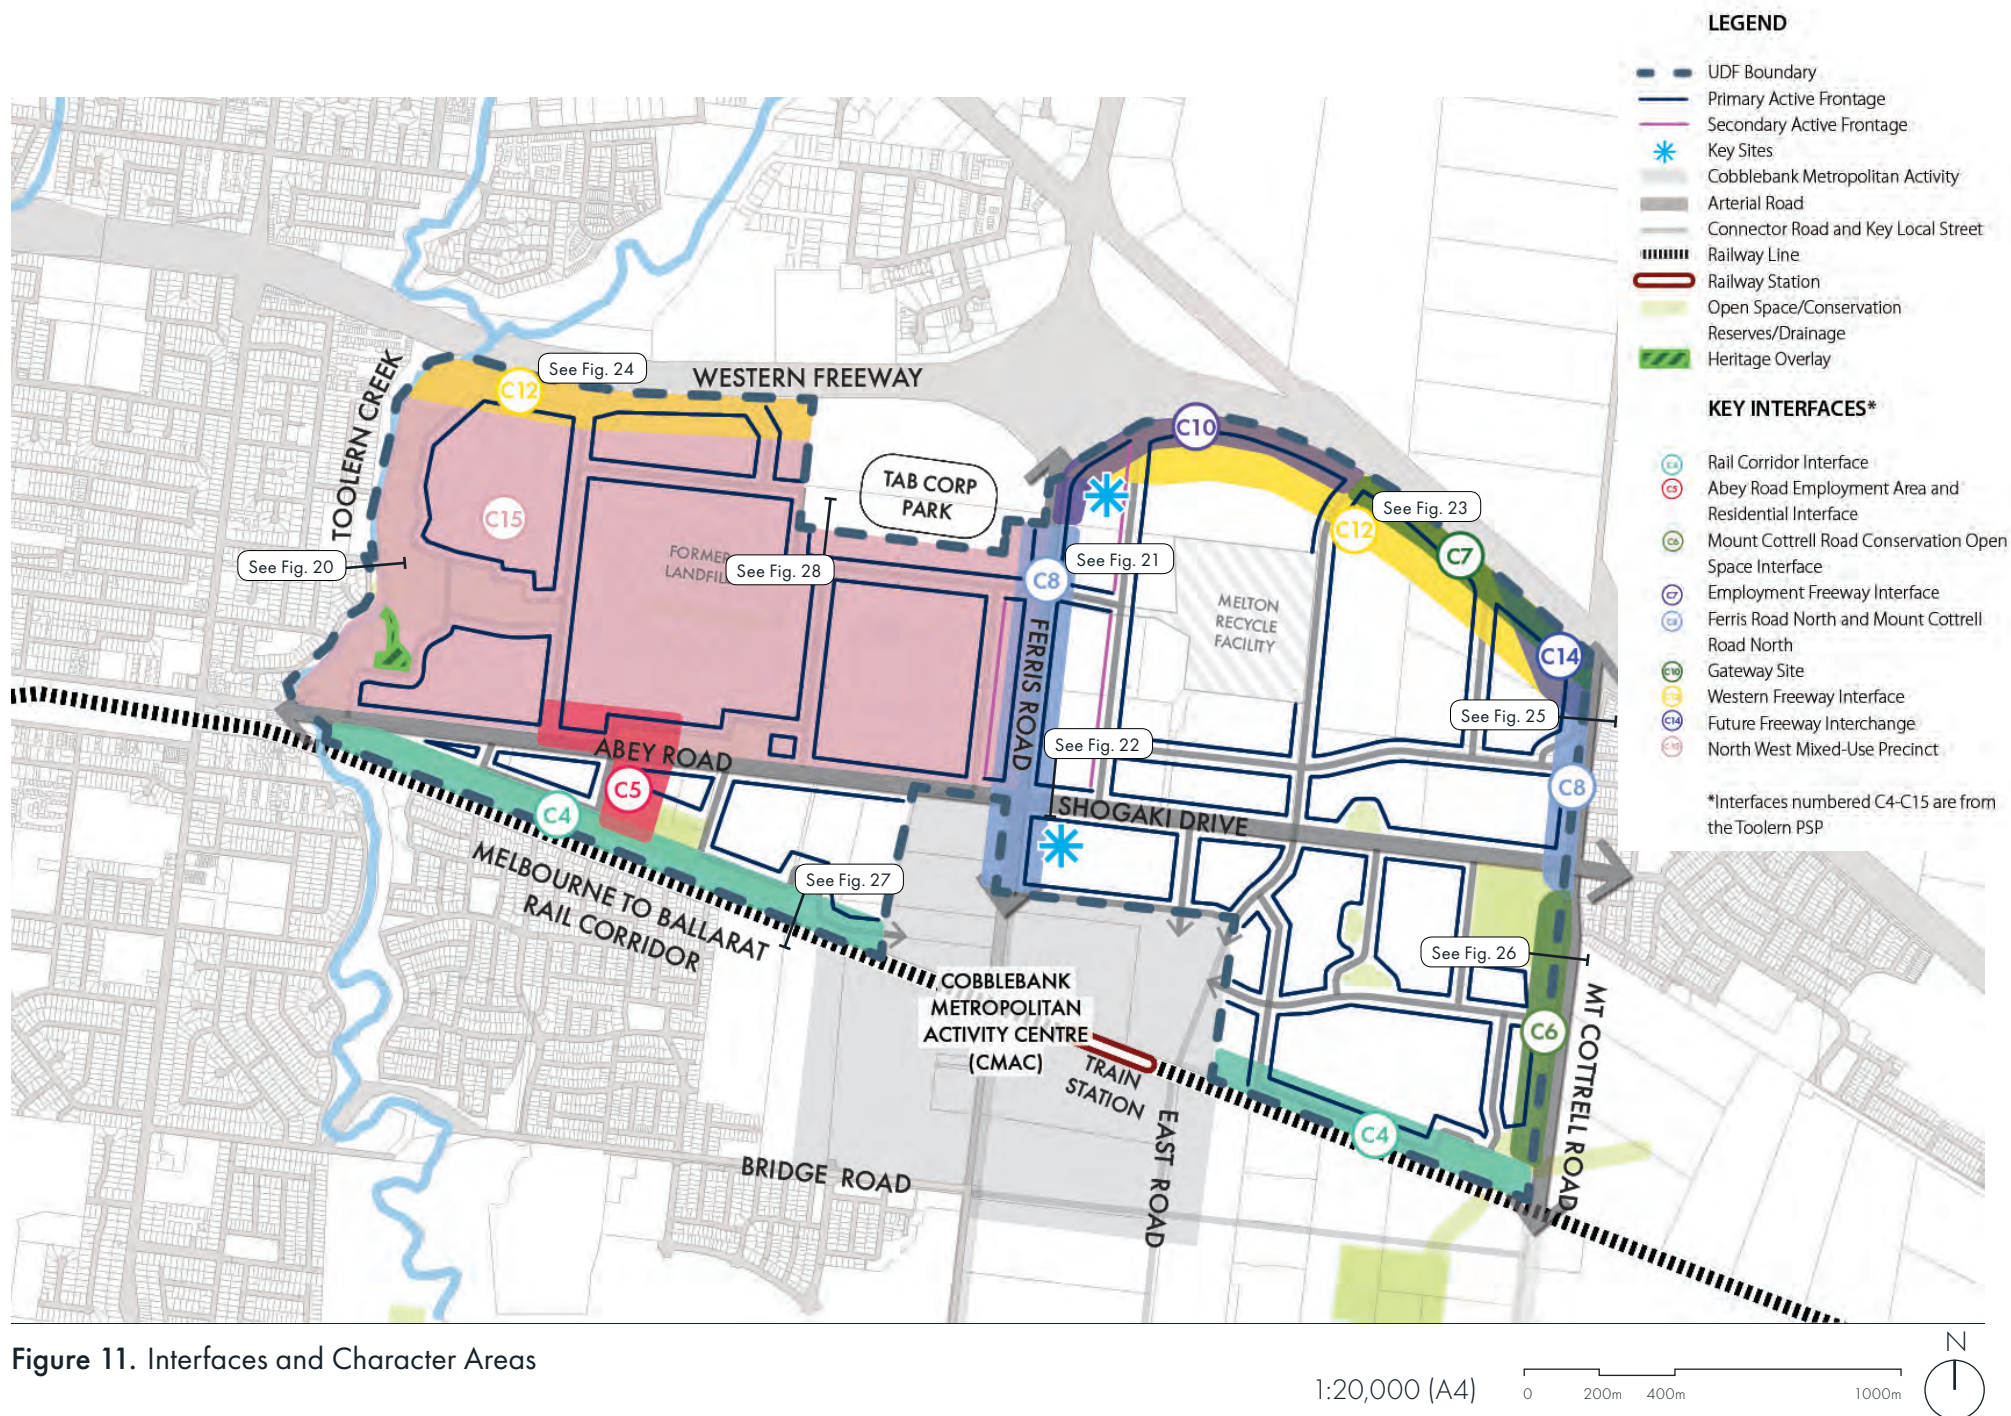 LEGEND
UDF Boundary
Primary Active Frontage
Secondary Active Frontage
Key Sites
Cobblebank Metropolitan Activity
Arterial Road
Connector Road and Key Local Street
Railway Line
Railway Station
Open Space/Conservation
Reserves/Drainage
Heritage Overlay
KEY INTERFACES*
C4 Rail Corridor Interface
C5 Abey Road Employment Area and
Residential Interface
C6 Mount Cottrell Road Conservation Open
Space Interface
C7 Employment Freeway Interface
C8 Ferris Road North and Mount Cottrell
Road North
C10 Gateway Site
C12 Western Freeway Interface
C14 Future Freeway Interchange
C15 North West Mixed-Use Precinct
*Interfaces numbered C4-C15 are from
the Toolern PSP
TOOLERN CREEK
C12
See Fig. 24
WESTERN FREEWAY
C10
TAB CORP
PARK
See Fig. 23
C12
C7
C15
See Fig. 20
FORMER
LANDFIL
See Fig. 28
C8
See Fig. 21
MELTON
RECYCLE
FACILITY
FERRIS ROAD
C14
See Fig. 25
See Fig. 22
ABEY ROAD
C5
C4
C8
SHOGAKI DRIVE
MELBOURNE TO BALLARAT
RAIL CORRIDOR
See Fig. 27
See Fig. 26
COBBLEBANK
METROPOLITAN
ACTIVITY CENTRE
(CMAC)
TRAIN
STATION
C6
MT COTTRELL ROAD
C4
EAST ROAD
BRIDGE ROAD
Figure 11. Interfaces and Character Areas
1:20,000 (A4)
0 200m 400m 1000m
N